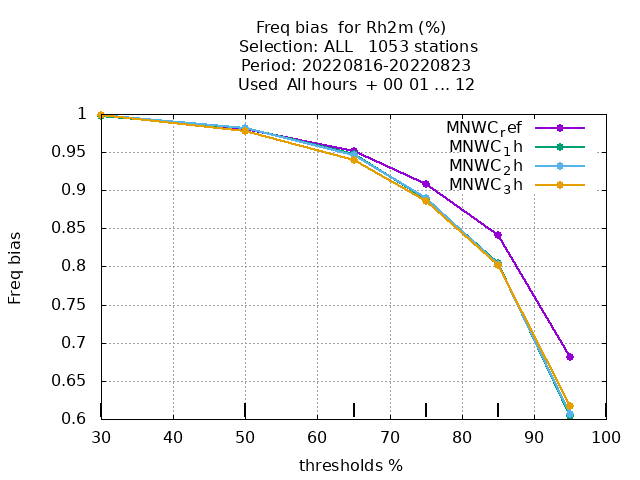 Freq bias  for Rh2m (%)
Selection: ALL   1053 stations
Period: 20220816-20220823
Used  All hours  + 00 01 ... 12
MNWC_ref
MNWC_1h
MNWC_2h
MNWC_3h
1
0.95
0.9
0.85
0.8
0.75
0.7
0.65
0.6
Freq bias
30 40 50 60 70 80 90 100
thresholds %